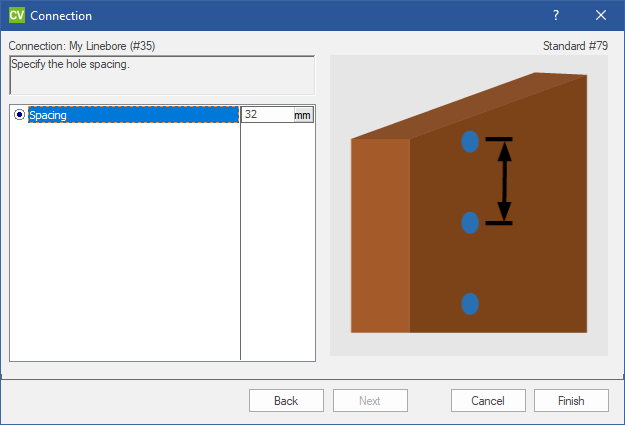 CV Connection ?
Connection: My Linebore (#35) Standard #79
Specify the hole spacing.
Spacing 32 mm
Back Next Cancel Finish